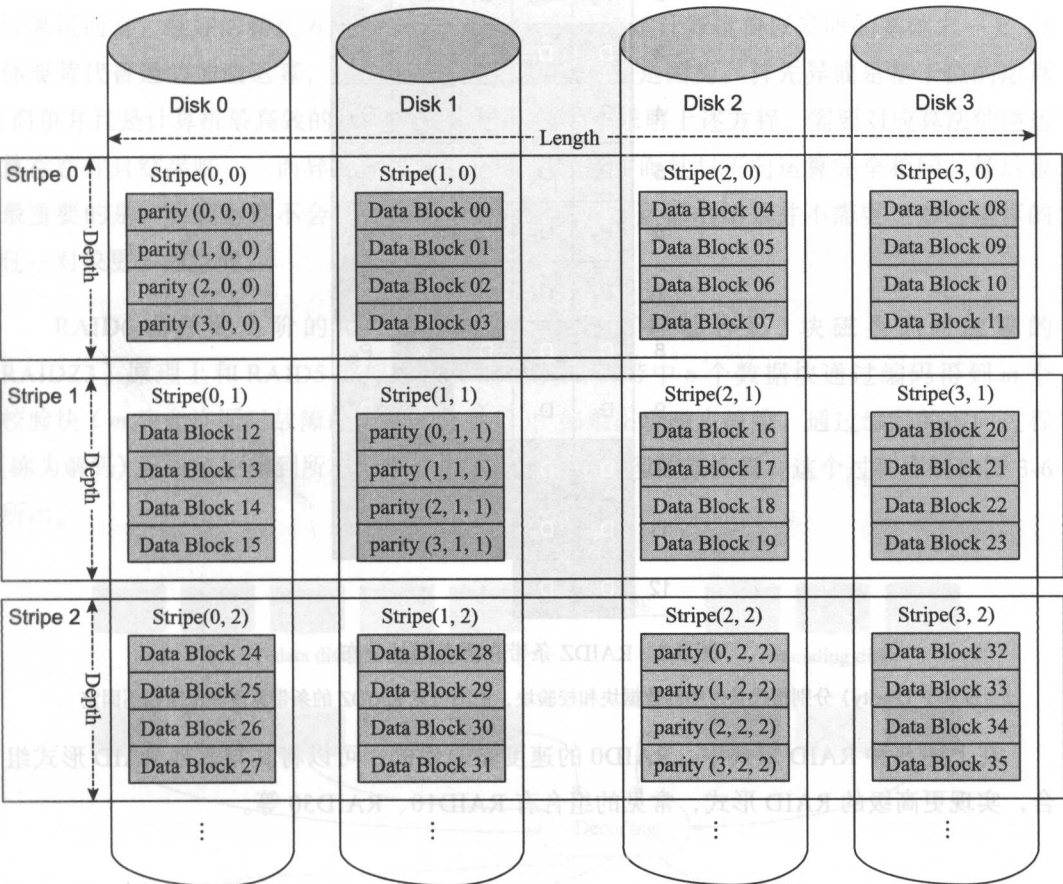 Disk 0
Disk 1
Disk 2
Disk 3
Length
Stripe 0
Depth
Stripe(0, 0)
parity (0, 0, 0)
parity (1, 0, 0)
parity (2, 0, 0)
parity (3, 0, 0)
Stripe(1, 0)
Data Block 00
Data Block 01
Data Block 02
Data Block 03
Stripe(2, 0)
Data Block 04
Data Block 05
Data Block 06
Data Block 07
Stripe(3, 0)
Data Block 08
Data Block 09
Data Block 10
Data Block 11
Stripe 1
Depth
Stripe(0, 1)
Data Block 12
Data Block 13
Data Block 14
Data Block 15
Stripe(1, 1)
parity (0, 1, 1)
parity (1, 1, 1)
parity (2, 1, 1)
parity (3, 1, 1)
Stripe(2, 1)
Data Block 16
Data Block 17
Data Block 18
Data Block 19
Stripe(3, 1)
Data Block 20
Data Block 21
Data Block 22
Data Block 23
Stripe 2
Depth
Stripe(0, 2)
Data Block 24
Data Block 25
Data Block 26
Data Block 27
Stripe(1, 2)
Data Block 28
Data Block 29
Data Block 30
Data Block 31
Stripe(2, 2)
parity (0, 2, 2)
parity (1, 2, 2)
parity (2, 2, 2)
parity (3, 2, 2)
Stripe(3, 2)
Data Block 32
Data Block 33
Data Block 34
Data Block 35